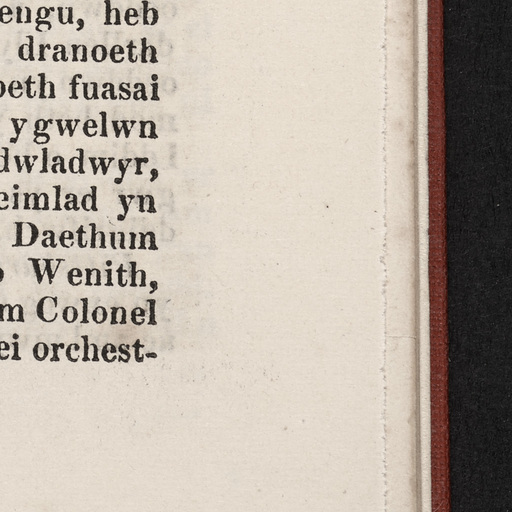 engu, heb
dranoeth
oeth fuasai
y gwelwn
dwladwyr,
eimlad yn
Daethum
o Wenith,
m Colonel
ei orchest-